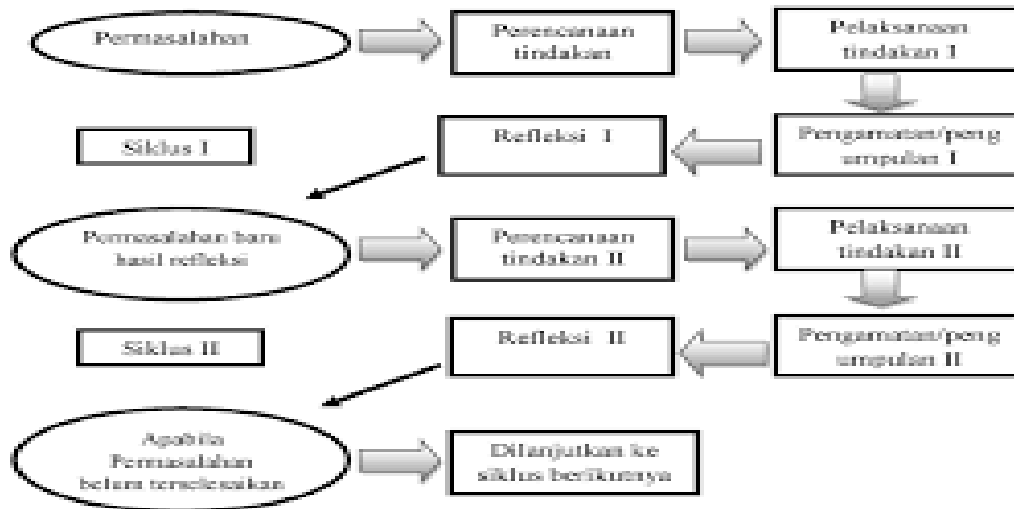 Permasalahan
Perencanaan
tindakan
Pelaksanaan
tindakan I
Siklus I
Refleksi I
Pengamatan/peng
umpulan I
Permasalahan baru
hasil refleksi
Perencanaan
tindakan II
Pelaksanaan
tindakan II
Siklus II
Refleksi II
Pengamatan/peng
umpulan II
Apabila
Permasalahan
belum terselesaikan
Dilanjutkan ke
siklus berikutnya